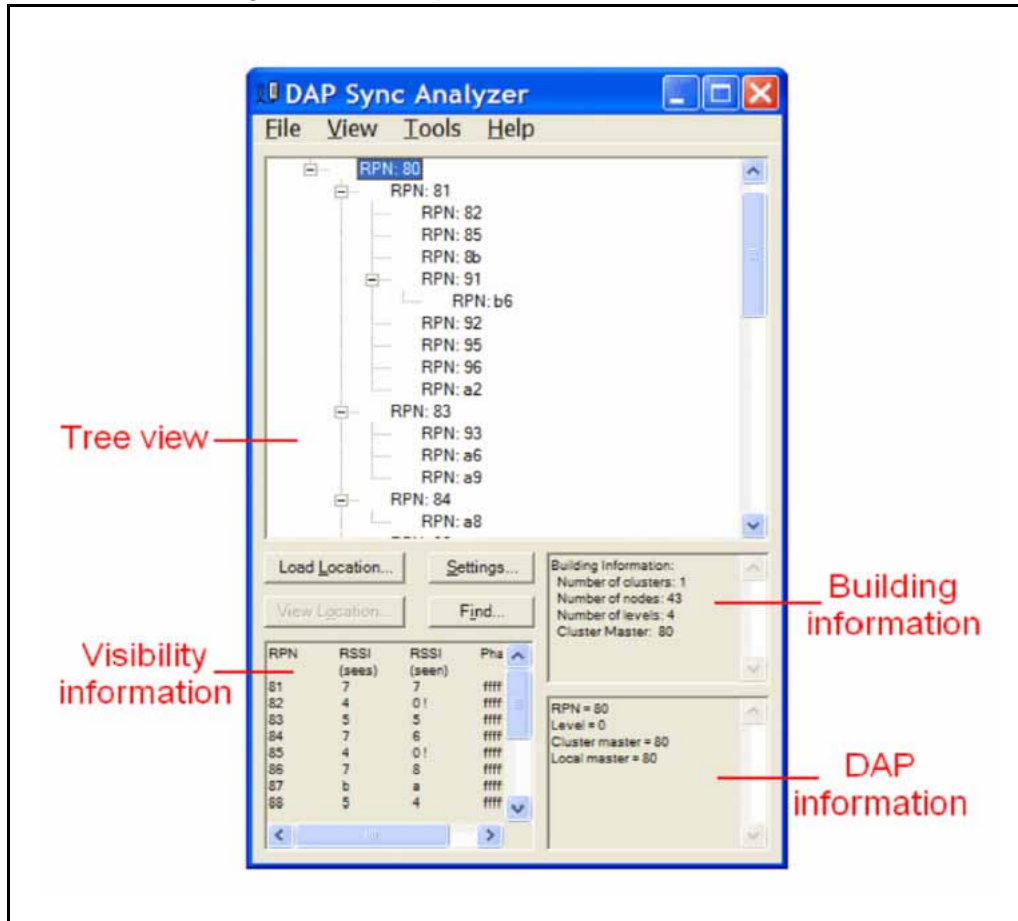 DAP Sync Analyzer
File View Tools Help
RPN: 80
RPN: 81
RPN: 82
RPN: 85
RPN: 8b
RPN: 91
RPN: b6
RPN: 92
RPN: 95
RPN: 96
RPN: a2
RPN: 83
RPN: 93
RPN: a6
RPN: a9
RPN: 84
RPN: a8
Tree view
Load Location...
Settings...
View Location...
Find...
Building Information:
Number of clusters: 1
Number of nodes: 43
Number of levels: 4
Cluster Master: 80
Building
information
Visibility
information
RPN RSSI RSSI Pha
(sees) (seen)
81 7 7 ffff
82 4 0! ffff
83 5 5 ffff
84 7 6 ffff
85 4 0! ffff
86 7 8 ffff
87 b a ffff
88 5 4 ffff
RPN = 80
Level = 0
Cluster master = 80
Local master = 80
DAP
information